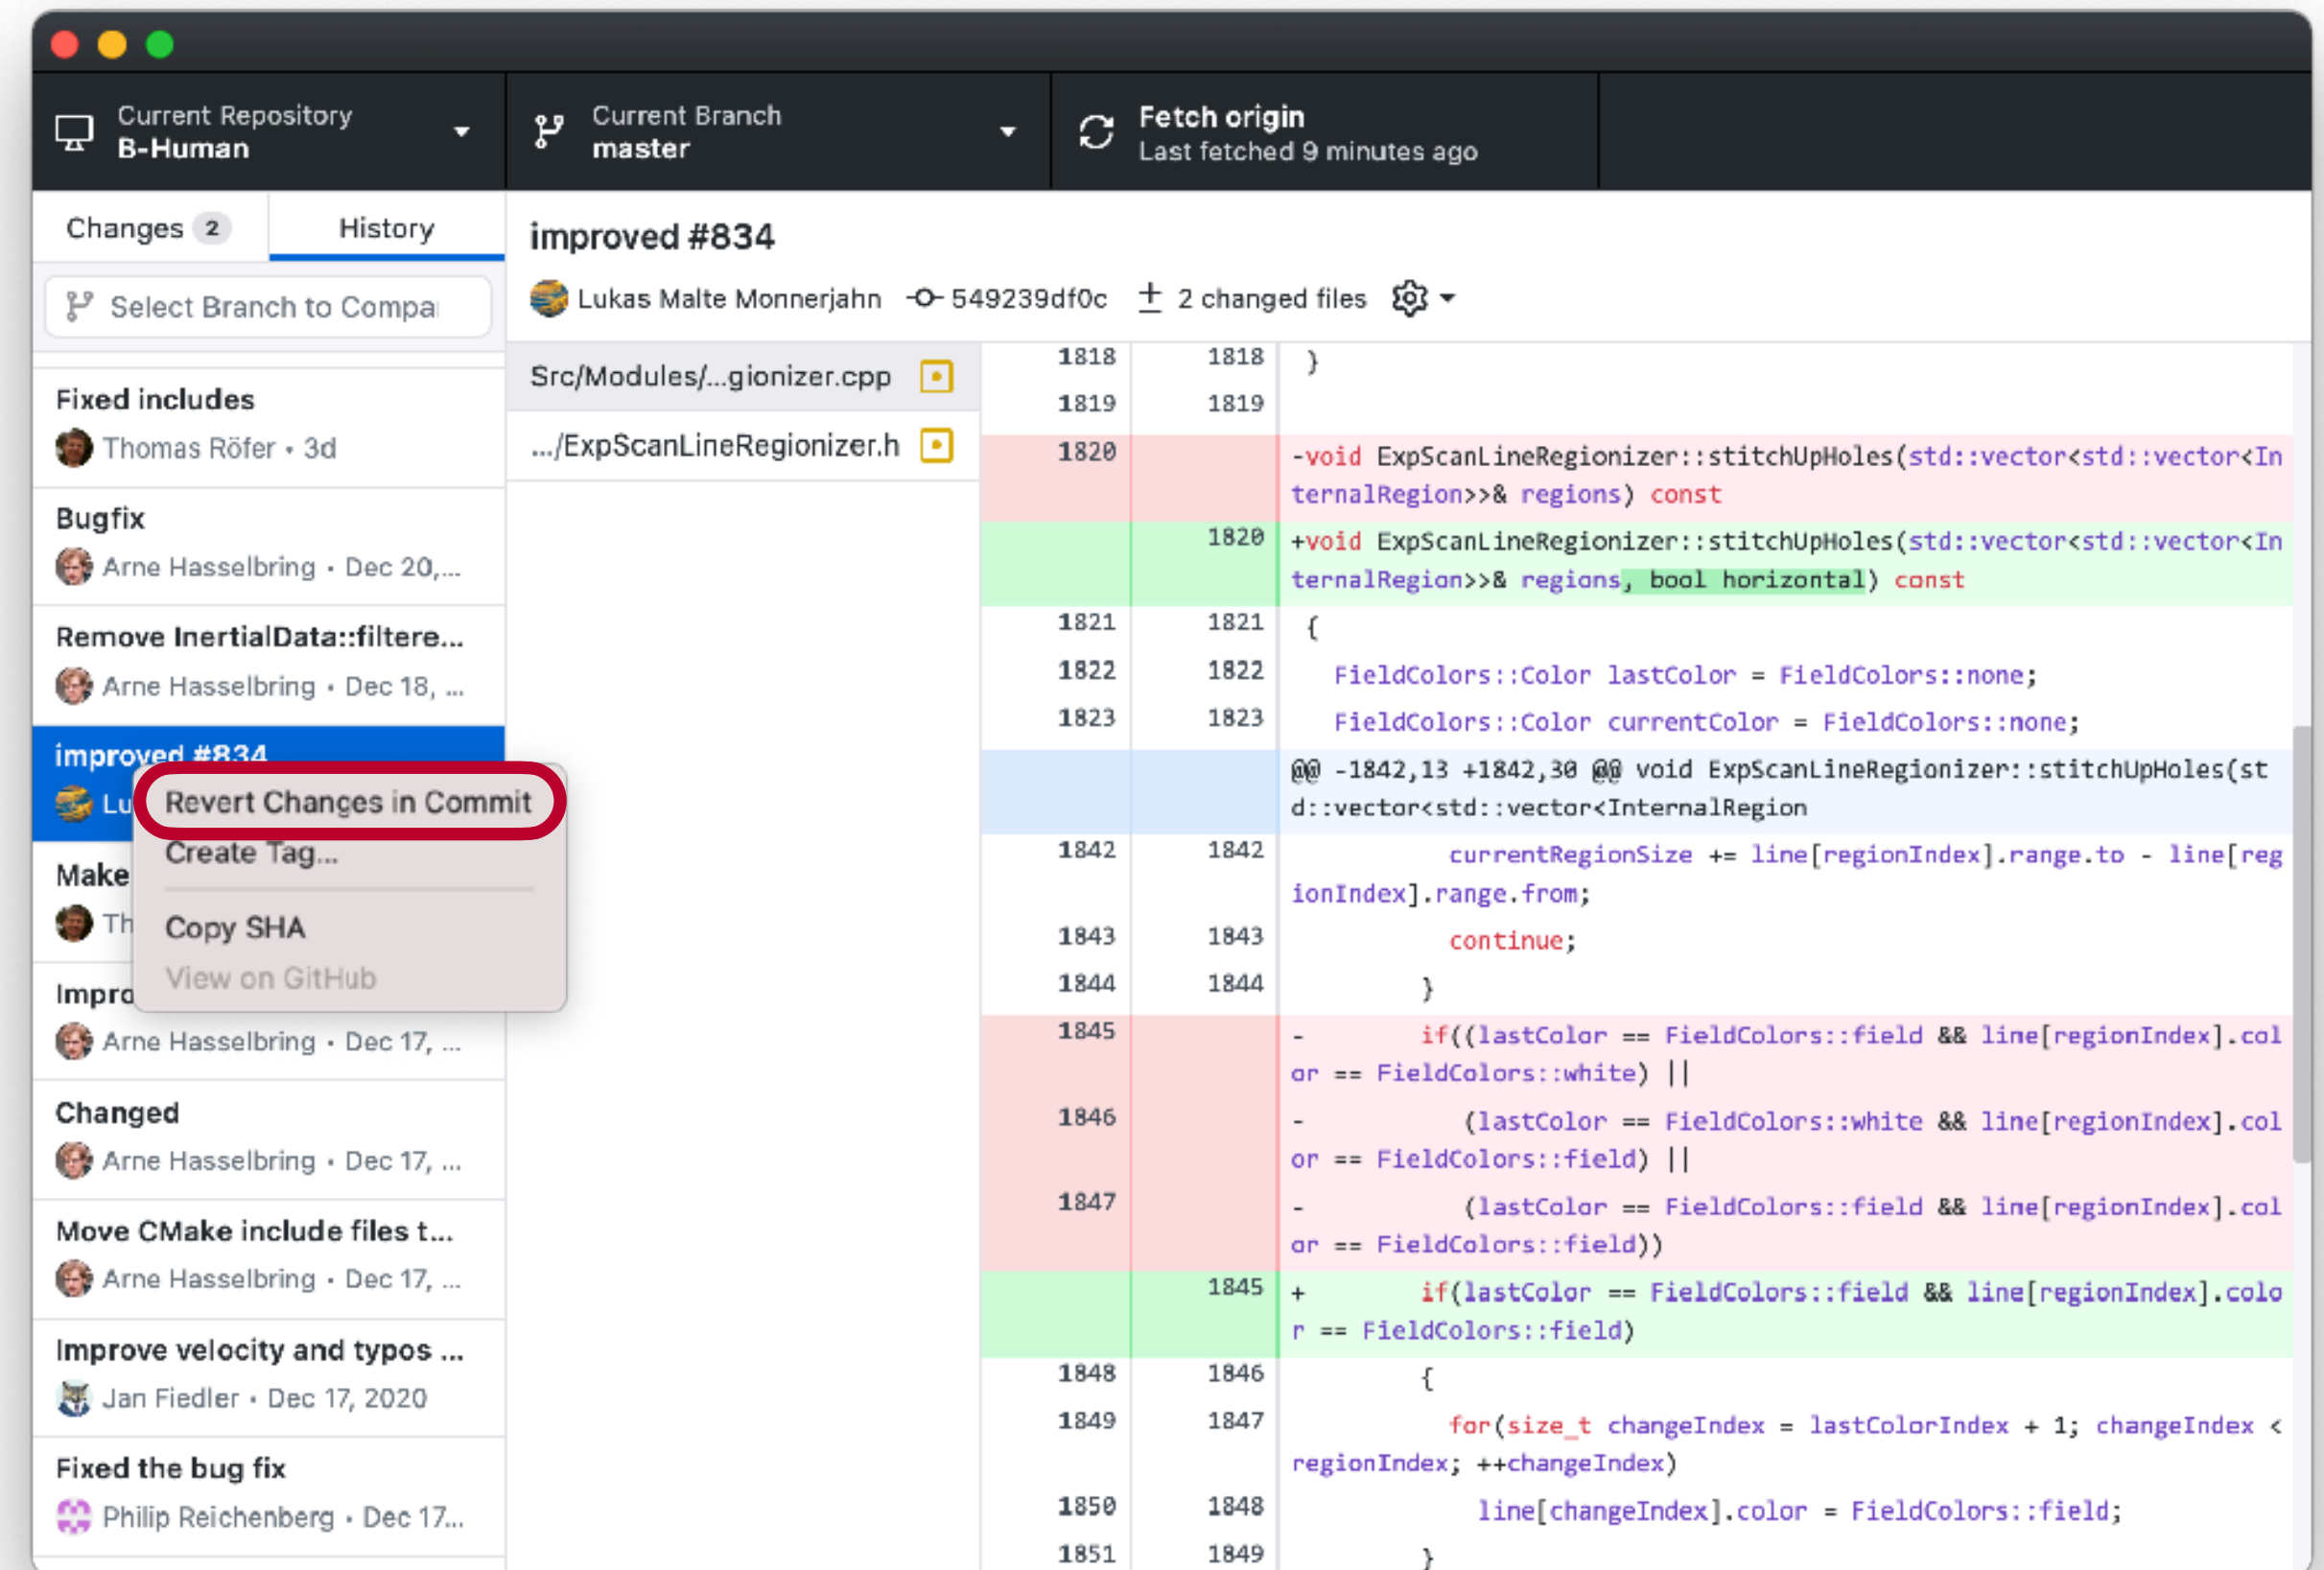 Current Repository
B-Human
Current Branch
master
Fetch origin
Last fetched 9 minutes ago
Changes 2
History
Select Branch to Compa
Fixed includes
Thomas Röfer • 3d
Bugfix
Arne Hasselbring • Dec 20,...
Remove InertialData::filtere...
Arne Hasselbring • Dec 18, ...
improved #834
Lu
Revert Changes in Commit
Create Tag...
Copy SHA
View on GitHub
Make
Th
Impro
Arne Hasselbring • Dec 17, ...
Changed
Arne Hasselbring • Dec 17, ...
Move CMake include files t...
Arne Hasselbring • Dec 17, ...
Improve velocity and typos ...
Jan Fiedler • Dec 17, 2020
Fixed the bug fix
Philip Reichenberg • Dec 17...
improved #834
Lukas Malte Monnerjahn 549239df0c ± 2 changed files
Src/Modules/...gionizer.cpp
.../ExpScanLineRegionizer.h
1818 1818 }
1819 1819
1820 -void ExpScanLineRegionizer::stitchUpHoles(std::vector<std::vector<In
ternalRegion>>& regions) const
1820 +void ExpScanLineRegionizer::stitchUpHoles(std::vector<std::vector<In
ternalRegion>>& regions, bool horizontal) const
1821 1821 {
1822 1822 FieldColors::Color lastColor = FieldColors::none;
1823 1823 FieldColors::Color currentColor = FieldColors::none;
@@ -1842,13 +1842,30 @@ void ExpScanLineRegionizer::stitchUpHoles(st
d::vector<std::vector<InternalRegion
1842 1842 currentRegionSize += line[regionIndex].range.to - line[reg
ionIndex].range.from;
1843 1843 continue;
1844 1844 }
1845 - if((lastColor == FieldColors::field && line[regionIndex].col
or == FieldColors::white) ||
1846 - (lastColor == FieldColors::white && line[regionIndex].col
or == FieldColors::field) ||
1847 - (lastColor == FieldColors::field && line[regionIndex].col
or == FieldColors::field))
1845 + if(lastColor == FieldColors::field && line[regionIndex].colo
r == FieldColors::field)
1848 1846 {
1849 1847 for(size_t changeIndex = lastColorIndex + 1; changeIndex <
regionIndex; ++changeIndex)
1850 1848 line[changeIndex].color = FieldColors::field;
1851 1849 }